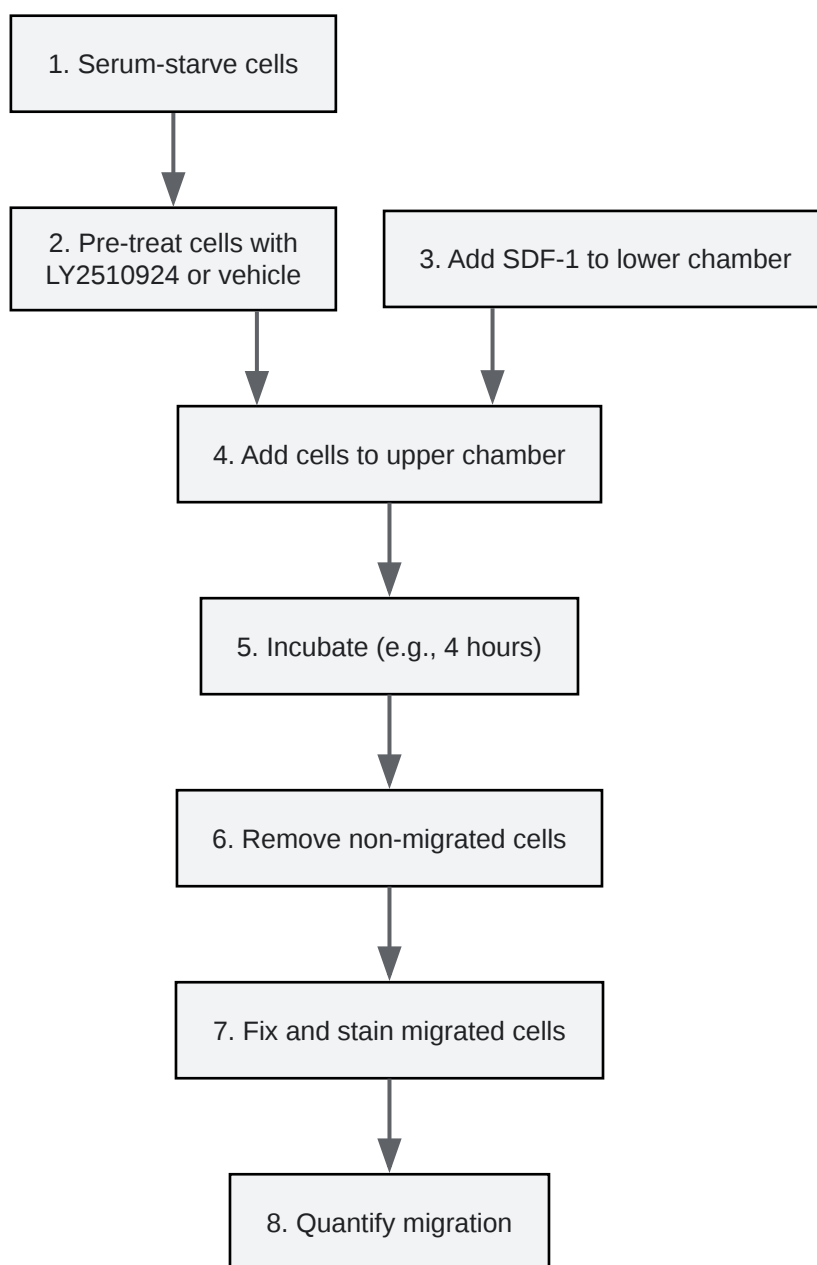 1. Serum-starve cells
2. Pre-treat cells with
LY2510924 or vehicle
3. Add SDF-1 to lower chamber
4. Add cells to upper chamber
5. Incubate (e.g., 4 hours)
6. Remove non-migrated cells
7. Fix and stain migrated cells
8. Quantify migration